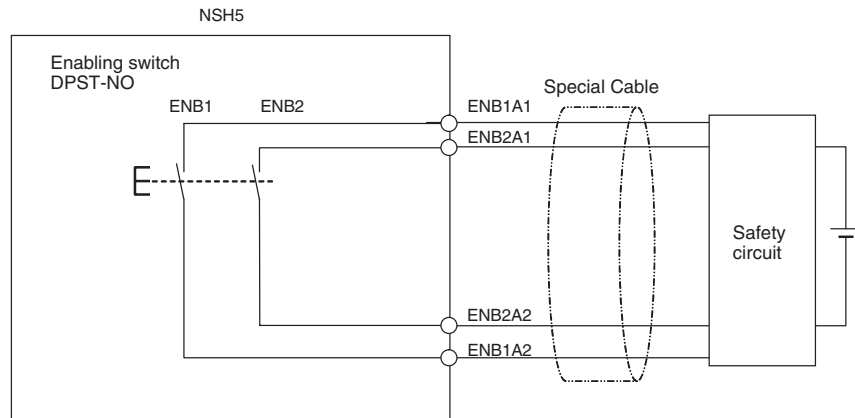 NSH5
Enabling switch
DPST-NO
ENB1
ENB2
ENB1A1
Special Cable
ENB2A1
Safety
circuit
ENB2A2
ENB1A2